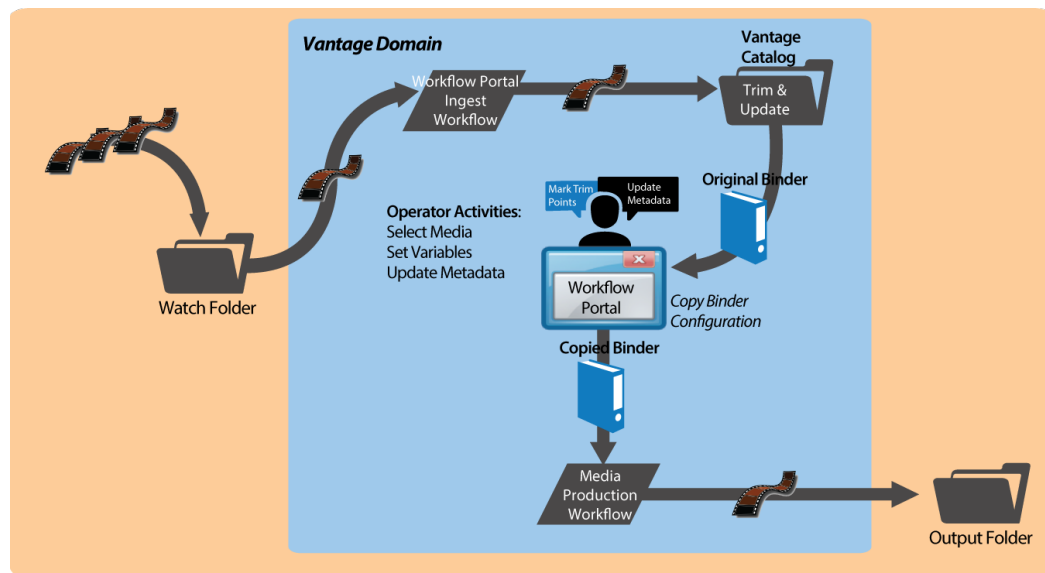 Vantage Domain
Vantage
Catalog
Workflow Portal
Ingest
Workflow
Trim &
Update
Mark Trim
Points
Update
Metadata
Original Binder
Operator Activities:
Select Media
Set Variables
Update Metadata
Watch Folder
Workflow
Portal
Copy Binder
Configuration
Copied Binder
Media
Production
Workflow
Output Folder